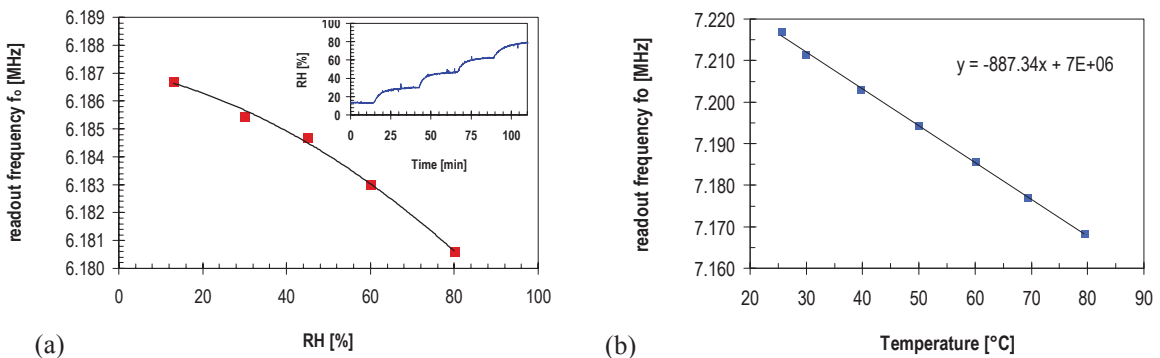 6.189
6.188
6.187
6.186
6.185
6.184
6.183
6.182
6.181
6.180
readout frequency f₀ [MHz]
0 20 40 60 80 100
RH [%]
100
80
60
40
20
0
RH [%]
0 25 50 75 100
Time [min]
(a)
7.220
7.210
7.200
7.190
7.180
7.170
7.160
readout frequency fo [MHz]
y = -887.34x + 7E+06
20 30 40 50 60 70 80 90
Temperature [°C]
(b)